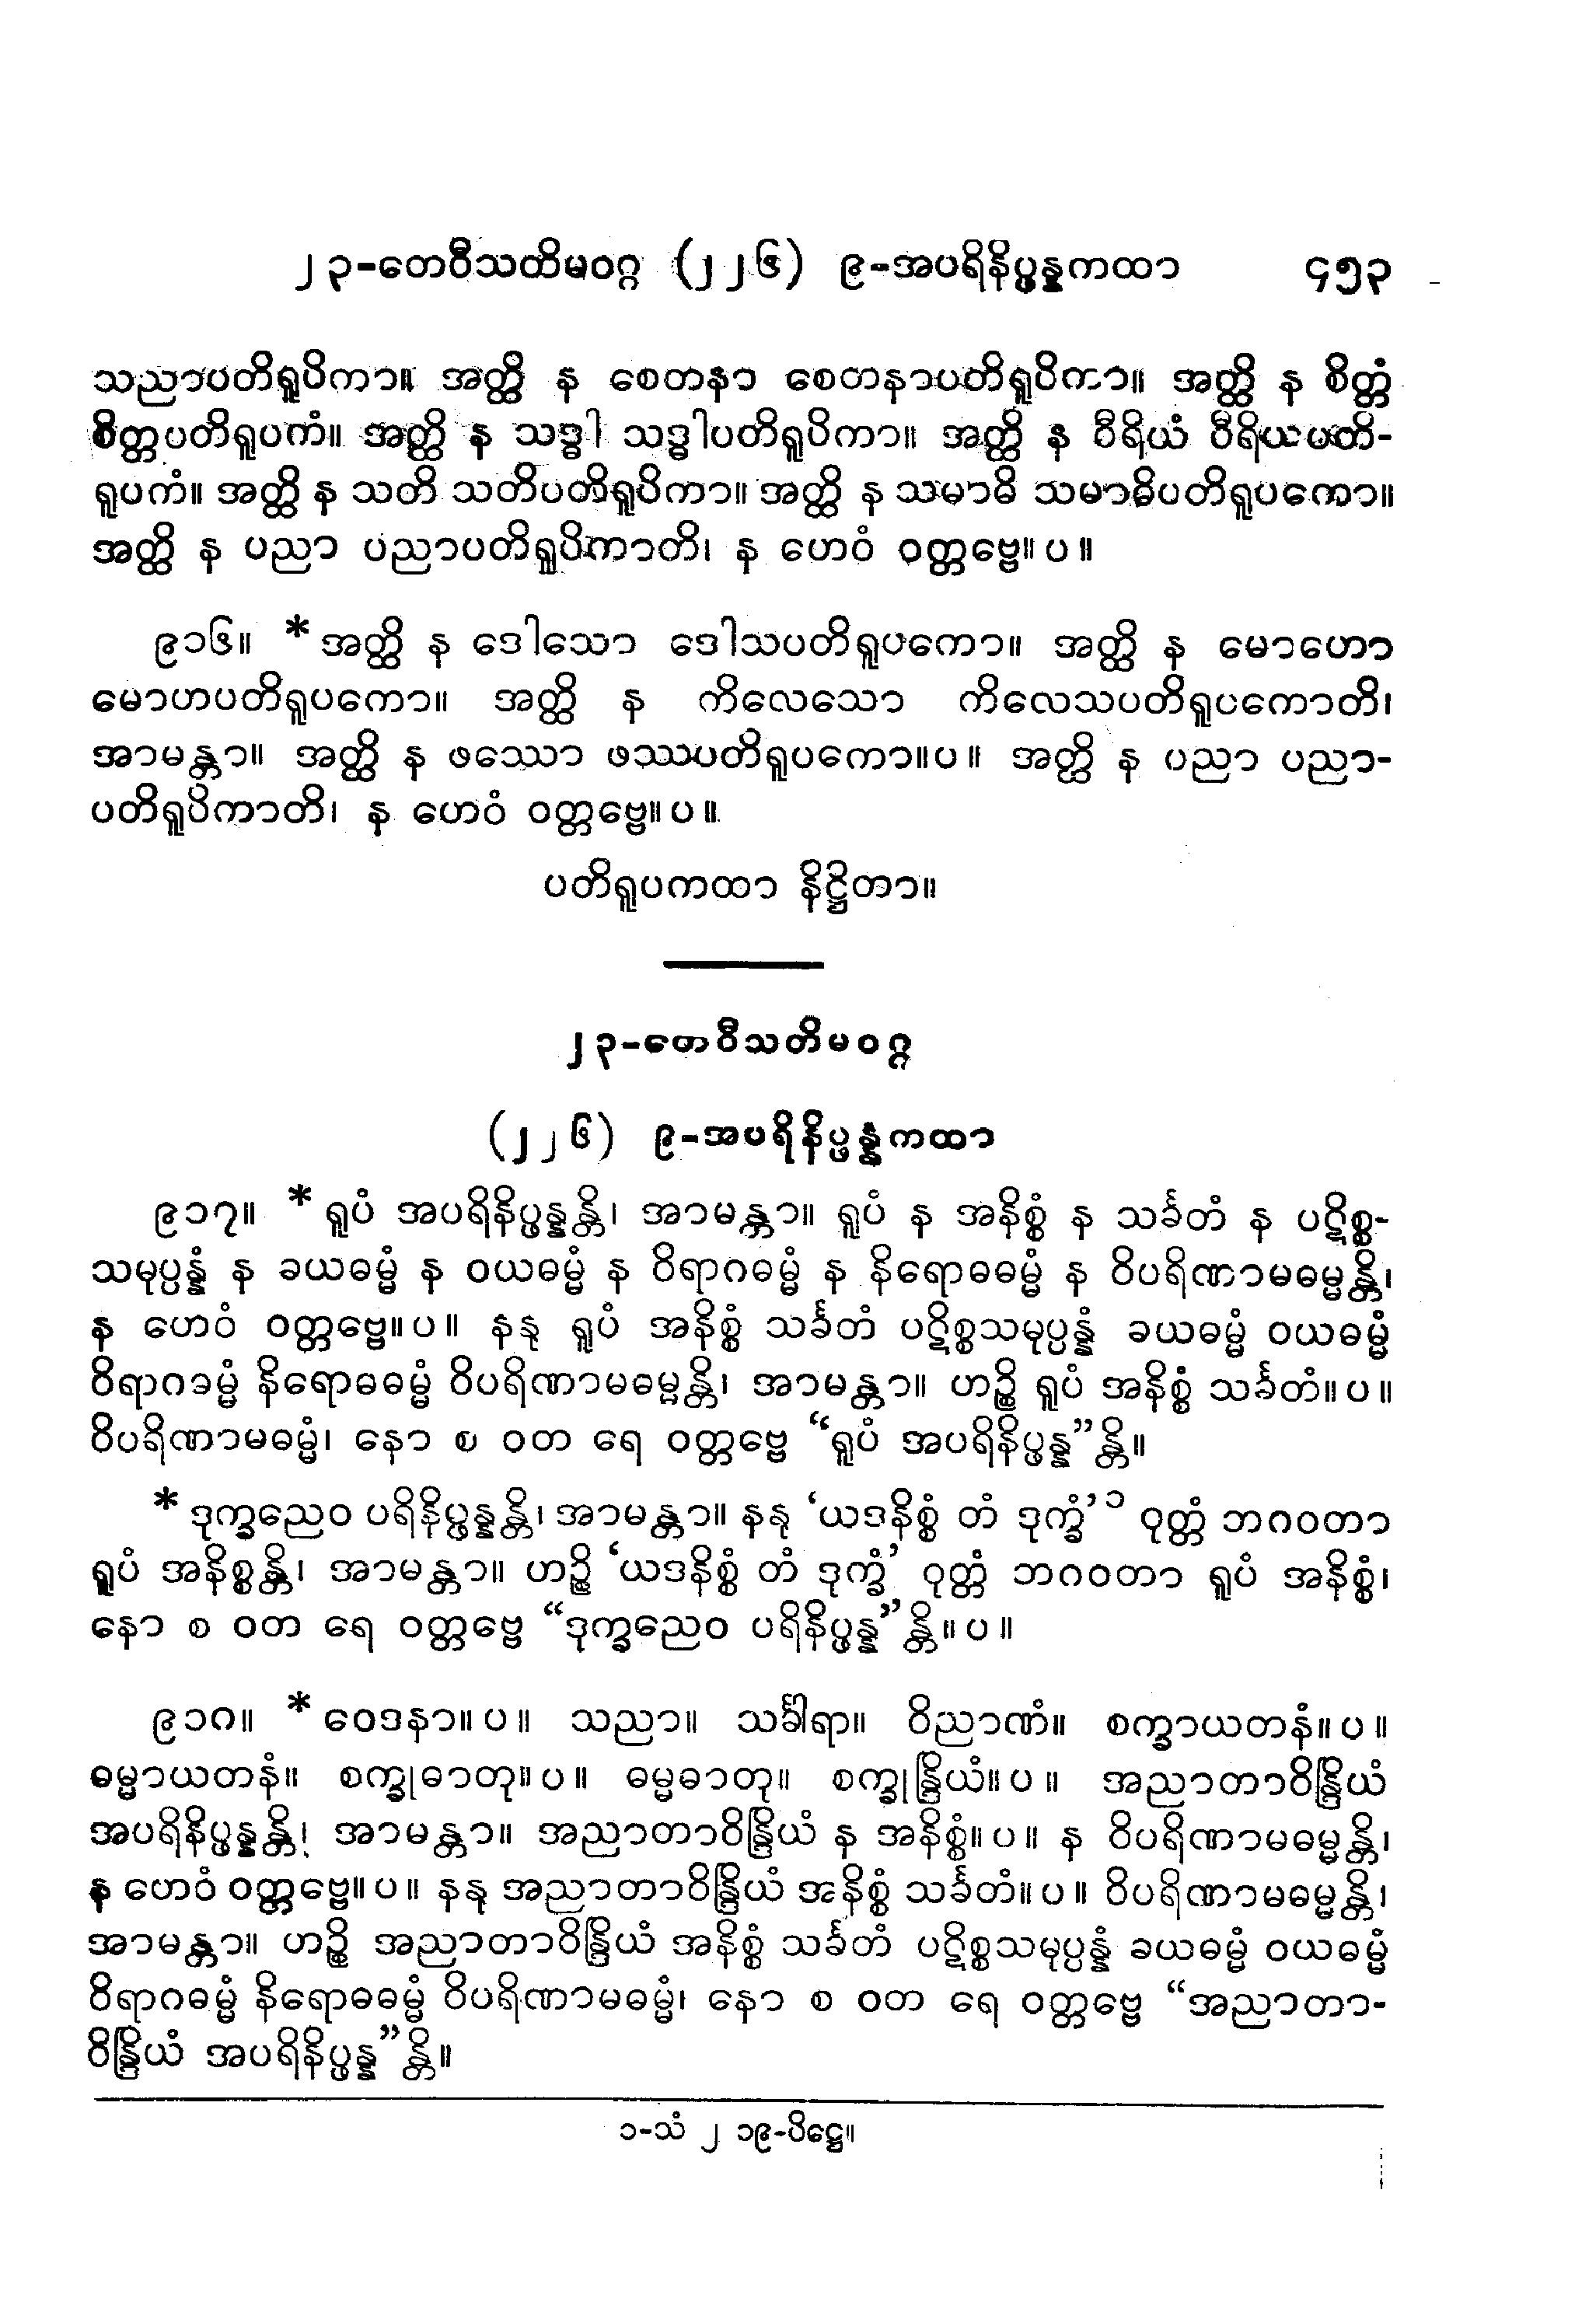 ၂၃-တေဝီသတိမဝဂ္ဂ (၂၂၆) ၉-အပရိနိပ္ဖန္နကထာ ၄၅၃
သညာပတိရူပိကာ။ အတ္ထိ န စေတနာ စေတနာပတိရူပိကာ။ အတ္ထိ န စိတ္တံ
စိတ္တပတိရူပကံ။ အတ္ထိ န သဒ္ဓါ သဒ္ဓါပတိရူပိကာ။ အတ္ထိ န ဝီရိယံ ဝီရိယပတိ-
ရူပကံ။ အတ္ထိ န သတိ သတိပတိရူပိကာ။ အတ္ထိ န သမာဓိ သမာဓိပတိရူပကော။
အတ္ထိ န ပညာ ပညာပတိရူပိကာတိ၊ န ဟေဝံ ဝတ္တဗ္ဗေ။ပ။
၉၁၆။ *အတ္ထိ န ဒေါသော ဒေါသပတိရူပကော။ အတ္ထိ န မောဟော
မောဟပတိရူပကော။ အတ္ထိ န ကိလေသော ကိလေသပတိရူပကောတိ၊
အာမန္တာ။ အတ္ထိ န ဖဿော ဖဿပတိရူပကော။ပ။ အတ္ထိ န ပညာ ပညာ-
ပတိရူပိကာတိ၊ န ဟေဝံ ဝတ္တဗ္ဗေ။ပ။
ပတိရူပကထာ နိဋ္ဌိတာ။
၂၃-တေဝီသတိမဝဂ္ဂ
(၂၂၆) ၉-အပရိနိပ္ဖန္နကထာ
၉၁၇။ *ရူပံ အပရိနိပ္ဖန္နန္တိ၊ အာမန္တာ။ ရူပံ န အနိစ္စံ န သင်္ခတံ န ပဋိစ္စ-
သမုပ္ပန္နံ န ခယဓမ္မံ န ဝယဓမ္မံ န ဝိရာဂဓမ္မံ န နိရောဓဓမ္မံ န ဝိပရိဏာမဓမ္မန္တိ၊
န ဟေဝံ ဝတ္တဗ္ဗေ။ပ။ နနု ရူပံ အနိစ္စံ သင်္ခတံ ပဋိစ္စသမုပ္ပန္နံ ခယဓမ္မံ ဝယဓမ္မံ
ဝိရာဂဓမ္မံ နိရောဓဓမ္မံ ဝိပရိဏာမဓမ္မန္တိ၊ အာမန္တာ။ ဟဉ္စိ ရူပံ အနိစ္စံ သင်္ခတံ။ပ။
ဝိပရိဏာမဓမ္မံ၊ နော စ ဝတ ရေ ဝတ္တဗ္ဗေ “ရူပံ အပရိနိပ္ဖန္န”န္တိ။
*ဒုက္ခညေဝ ပရိနိပ္ဖန္နန္တိ၊ အာမန္တာ။ နနု ‘ယဒနိစ္စံ တံ ဒုက္ခံ’၁ ဝုတ္တံ ဘဂဝတာ
ရူပံ အနိစ္စန္တိ၊ အာမန္တာ။ ဟဉ္စိ ‘ယဒနိစ္စံ တံ ဒုက္ခံ’ ဝုတ္တံ ဘဂဝတာ ရူပံ အနိစ္စံ၊
နော စ ဝတ ရေ ဝတ္တဗ္ဗေ “ဒုက္ခညေဝ ပရိနိပ္ဖန္န”န္တိ။ပ။
၉၁၈။ *ဝေဒနာ။ပ။ သညာ။ သင်္ခါရာ။ ဝိညာဏံ။ စက္ခာယတနံ။ပ။
ဓမ္မာယတနံ။ စက္ခုဓာတု။ပ။ ဓမ္မဓာတု။ စက္ခုန္ဒြိယံ။ပ။ အညာတာဝိန္ဒြိယံ
အပရိနိပ္ဖန္နန္တိ၊ အာမန္တာ။ အညာတာဝိန္ဒြိယံ န အနိစ္စံ။ပ။ န ဝိပရိဏာမဓမ္မန္တိ၊
န ဟေဝံ ဝတ္တဗ္ဗေ။ပ။ နနု အညာတာဝိန္ဒြိယံ အနိစ္စံ သင်္ခတံ။ပ။ ဝိပရိဏာမဓမ္မန္တိ၊
အာမန္တာ။ ဟဉ္စိ အညာတာဝိန္ဒြိယံ အနိစ္စံ သင်္ခတံ ပဋိစ္စသမုပ္ပန္နံ ခယဓမ္မံ ဝယဓမ္မံ
ဝိရာဂဓမ္မံ နိရောဓဓမ္မံ ဝိပရိဏာမဓမ္မံ၊ နော စ ဝတ ရေ ဝတ္တဗ္ဗေ “အညာတာ-
ဝိန္ဒြိယံ အပရိနိပ္ဖန္န”န္တိ။
၁-သံ ၂ ၁၉-ပိဋ္ဌေ။